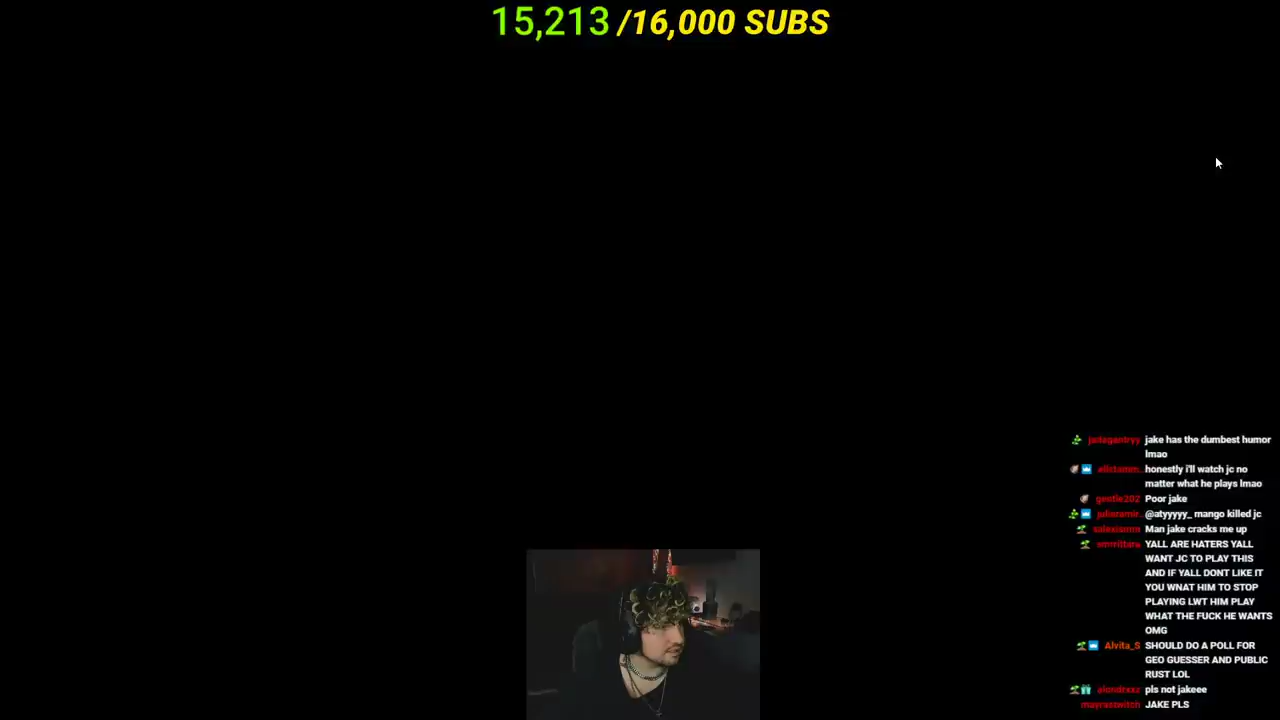 15,213 /16,000 SUBS
jake has the dumbest humor
lmao
honestly i'll watch jc no
matter what he plays lmao
gentle202 Poor jake
@atyyyyy_ mango killed jc
Man jake cracks me up
YALL ARE HATERS YALL
WANT JC TO PLAY THIS
AND IF YALL DONT LIKE IT
YOU WNAT HIM TO STOP
PLAYING LWT HIM PLAY
WHAT THE FUCK HE WANTS
OMG
Alvita_S SHOULD DO A POLL FOR
GEO GUESSER AND PUBLIC
RUST LOL
pls not jakeee
JAKE PLS